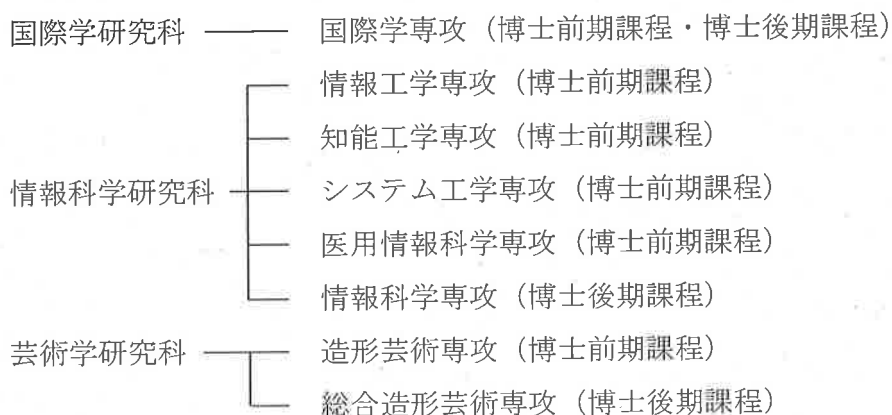 国際学研究科 国際学専攻（博士前期課程・博士後期課程）
情報工学専攻（博士前期課程）
知能工学専攻（博士前期課程）
情報科学研究科 システム工学専攻（博士前期課程）
医用情報科学専攻（博士前期課程）
情報科学専攻（博士後期課程）
芸術学研究科 造形芸術専攻（博士前期課程）
総合造形芸術専攻（博士後期課程）